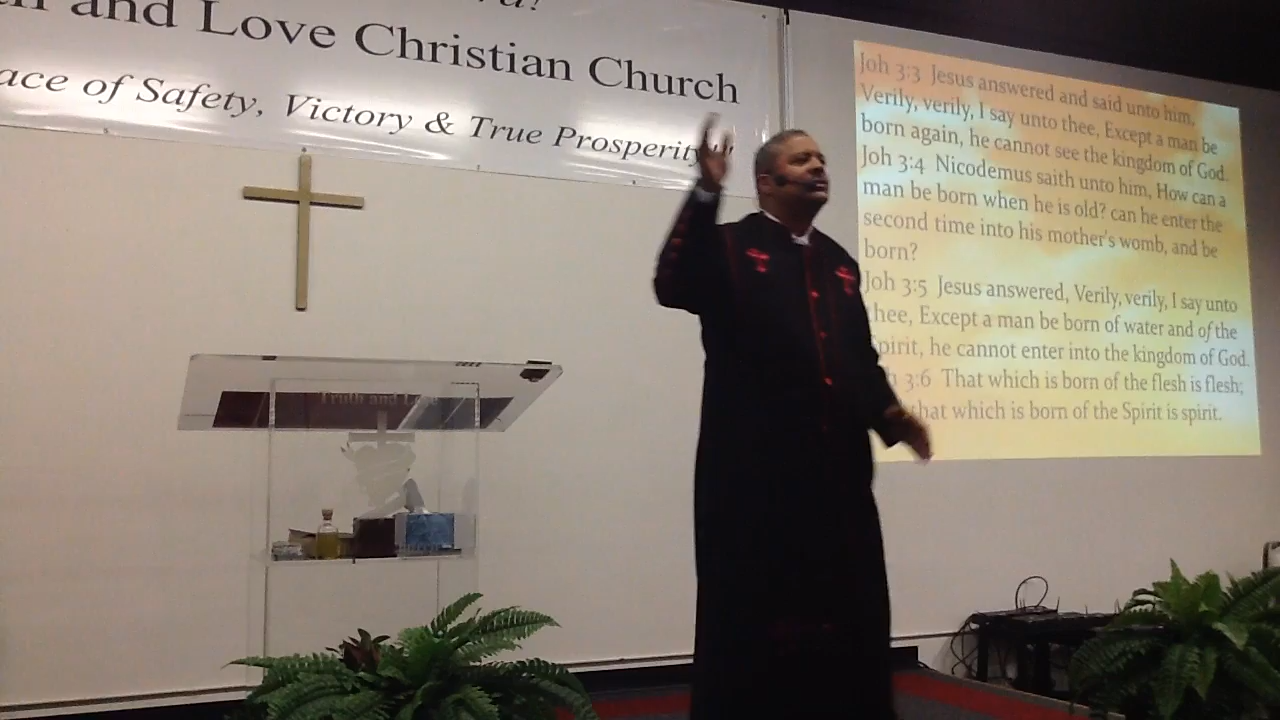 and Love Christian Church
ace of Safety, Victory & True Prosperity"
Joh 3:3 Jesus answered and said unto him,
Verily, verily, I say unto thee, Except a man be
born again, he cannot see the kingdom of God.
Joh 3:4 Nicodemus saith unto him, How can a
man be born when he is old? can he enter the
second time into his mother's womb, and be
born?
Joh 3:5 Jesus answered, Verily, verily, I say unto
thee, Except a man be born of water and of the
Spirit, he cannot enter into the kingdom of God.
3:6 That which is born of the flesh is flesh;
that which is born of the Spirit is spirit.
Truth and Love